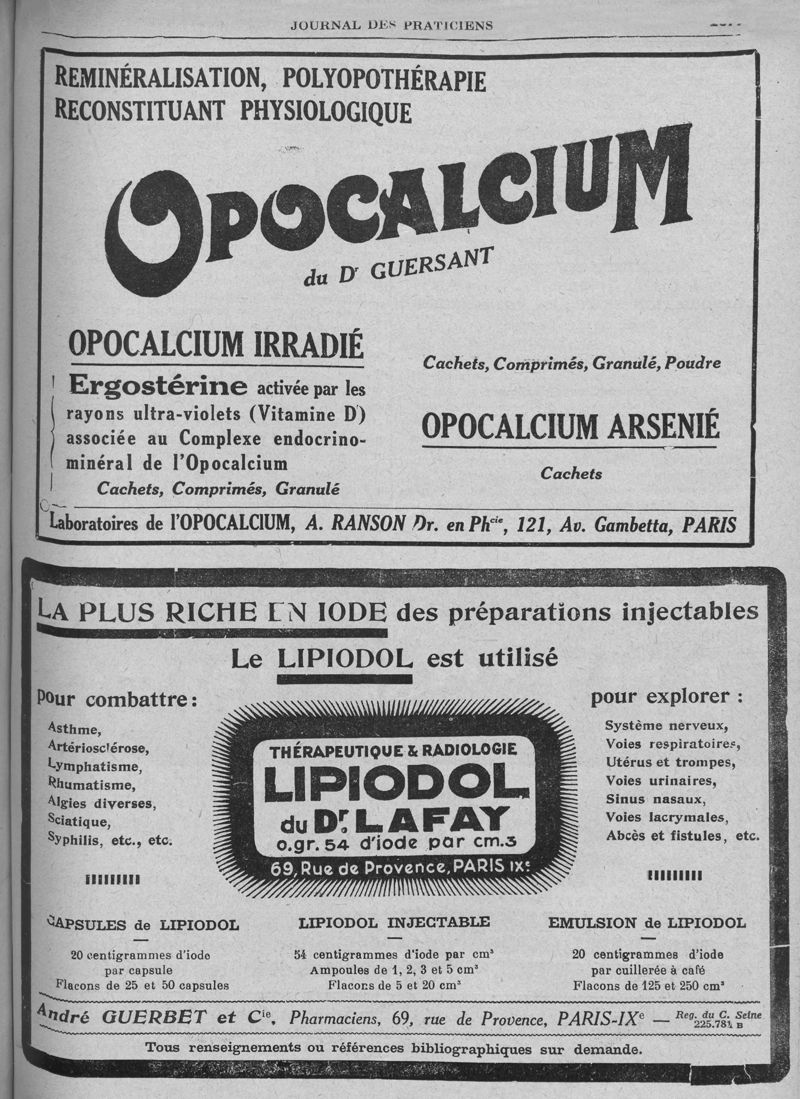 JOURNAL DES PRATICIENS
REMINÉRALISATION, POLYOPOTHÉRAPIE
RECONSTITUANT PHYSIOLOGIQUE
OPOCALCIUM
du Dr GUERSANT
OPOCALCIUM IRRADIÉ
Ergostérine activée par les
rayons ultra-violets (Vitamine D)
associée au Complexe endocrino-
minéral de l'Opocalcium
Cachets, Comprimés, Granulé
Cachets, Comprimés, Granulé, Poudre
OPOCALCIUM ARSENIÉ
Cachets
Laboratoires de l'OPOCALCIUM, A. RANSON Dr. en Phcie, 121, Av. Gambetta, PARIS
LA PLUS RICHE EN IODE des préparations injectables
Le LIPIODOL est utilisé
pour combattre :
Asthme,
Artériosclérose,
Lymphatisme,
Rhumatisme,
Algies diverses,
Sciatique,
Syphilis, etc., etc.
THÉRAPEUTIQUE & RADIOLOGIE
LIPIODOL
du Dr. LAFAY
0.gr. 54 d'iode par cm.3
69, Rue de Provence, PARIS IXe
pour explorer :
Système nerveux,
Voies respiratoires,
Utérus et trompes,
Voies urinaires,
Sinus nasaux,
Voies lacrymales,
Abcès et fistules, etc.
CAPSULES de LIPIODOL
20 centigrammes d'iode
par capsule
Flacons de 25 et 50 capsules
LIPIODOL INJECTABLE
54 centigrammes d'iode par cm³
Ampoules de 1, 2, 3 et 5 cm³
Flacons de 5 et 20 cm³
EMULSION de LIPIODOL
20 centigrammes d'iode
par cuillerée à café
Flacons de 125 et 250 cm³
André GUERBET et Cie, Pharmaciens, 69, rue de Provence, PARIS-IXe — Reg. du C. Seine
225.781 B
Tous renseignements ou références bibliographiques sur demande.